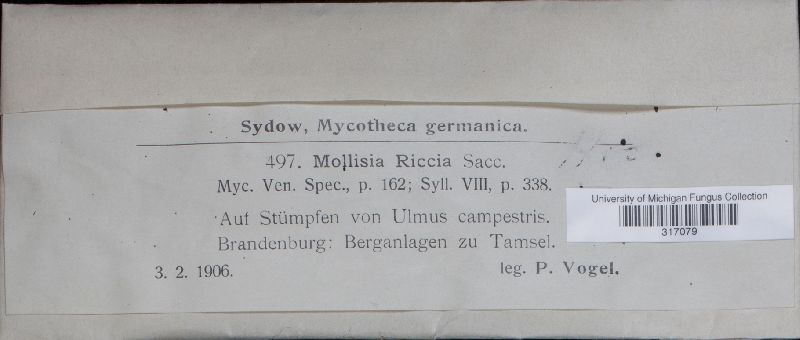 Sydow, Mycotheca germanica.
497. Mollisia Riccia Sacc.
Myc. Ven. Spec., p. 162; Syll. VIII, p. 338.
Auf Stümpfen von Ulmus campestris.
Brandenburg: Berganlagen zu Tamsel.
3. 2. 1906. leg. P. Vogel.
University of Michigan Fungus Collection
317079